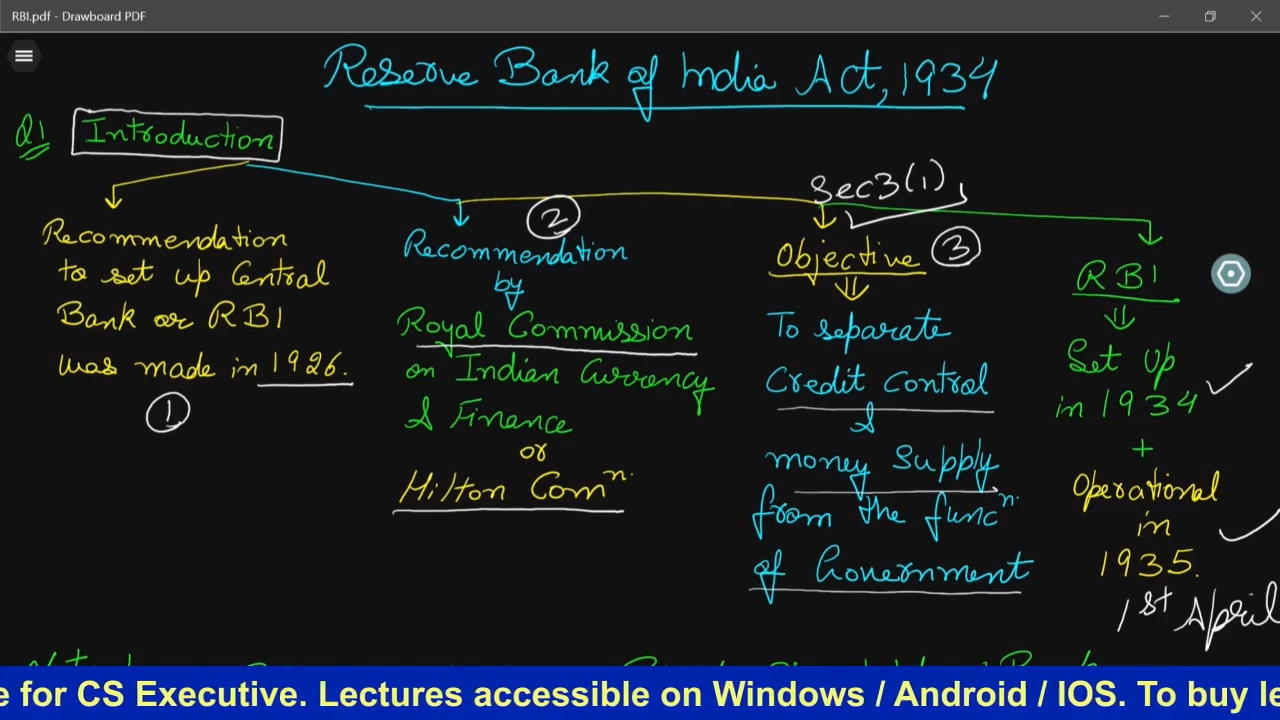 RBI.pdf - Drawboard PDF
Reserve Bank of India Act, 1934
Q1 Introduction
Recommendation
to set up Central
Bank or RBI
was made in 1926.
1
2
Recommendation
by
Royal Commission
on Indian Currency
& Finance
or
Hilton Comn.
Sec3(1)
3
Objective
To separate
Credit Control
&
money supply
from the funcn.
of Government
RBI
Set Up
in 1934
+
Operational
in
1935.
1st April
e for CS Executive. Lectures accessible on Windows / Android / IOS. To buy le